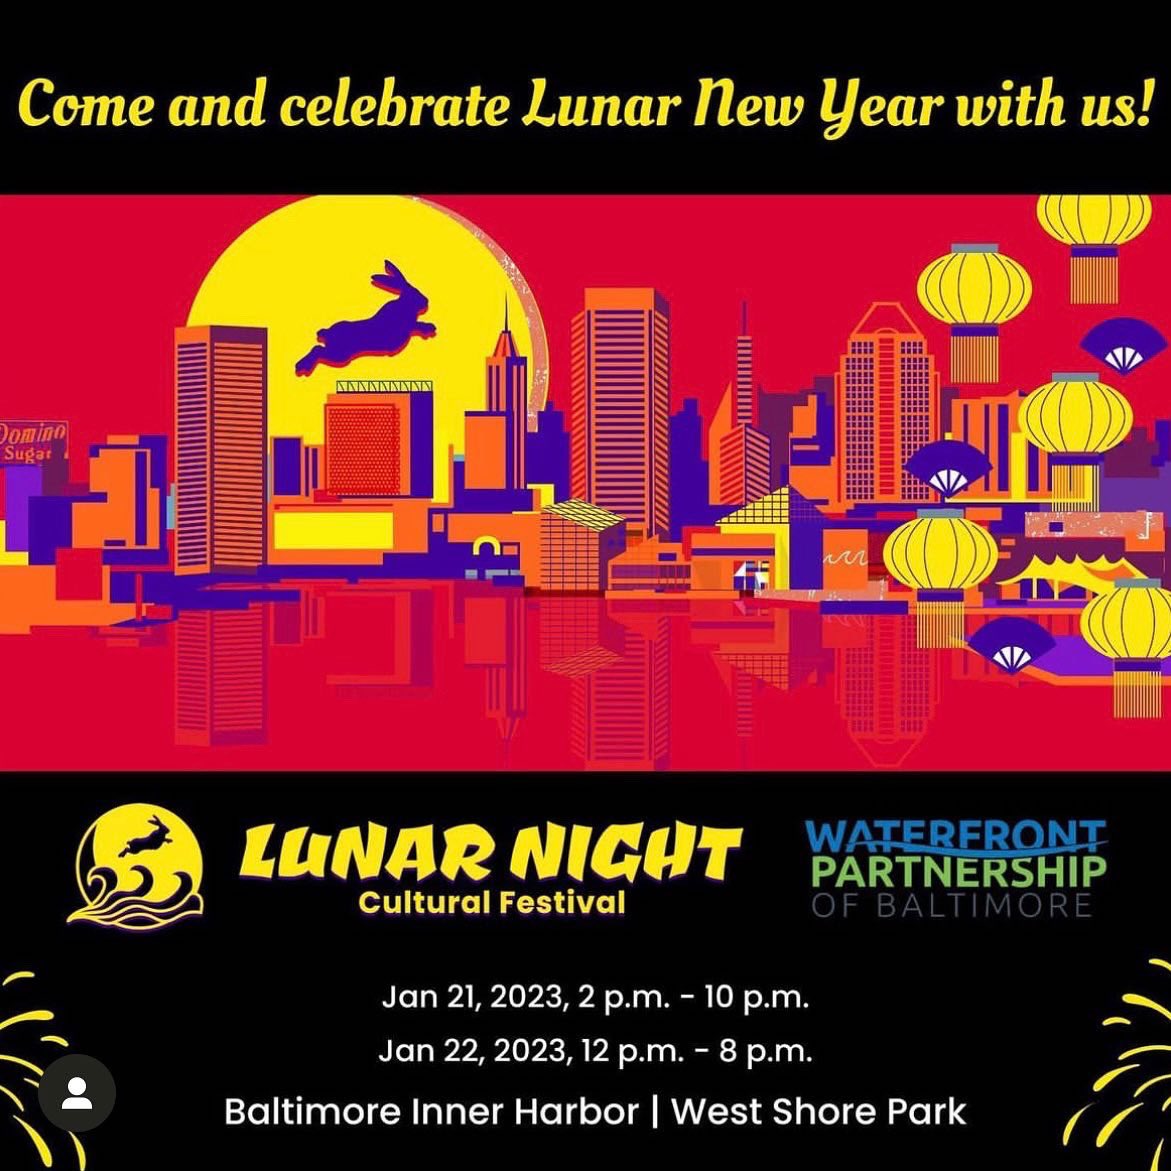 Come and celebrate Lunar New Year with us!
Domino
Sugar
LUNAR NIGHT
Cultural Festival
WATERFRONT
PARTNERSHIP
OF BALTIMORE
Jan 21, 2023, 2 p.m. - 10 p.m.
Jan 22, 2023, 12 p.m. - 8 p.m.
Baltimore Inner Harbor | West Shore Park